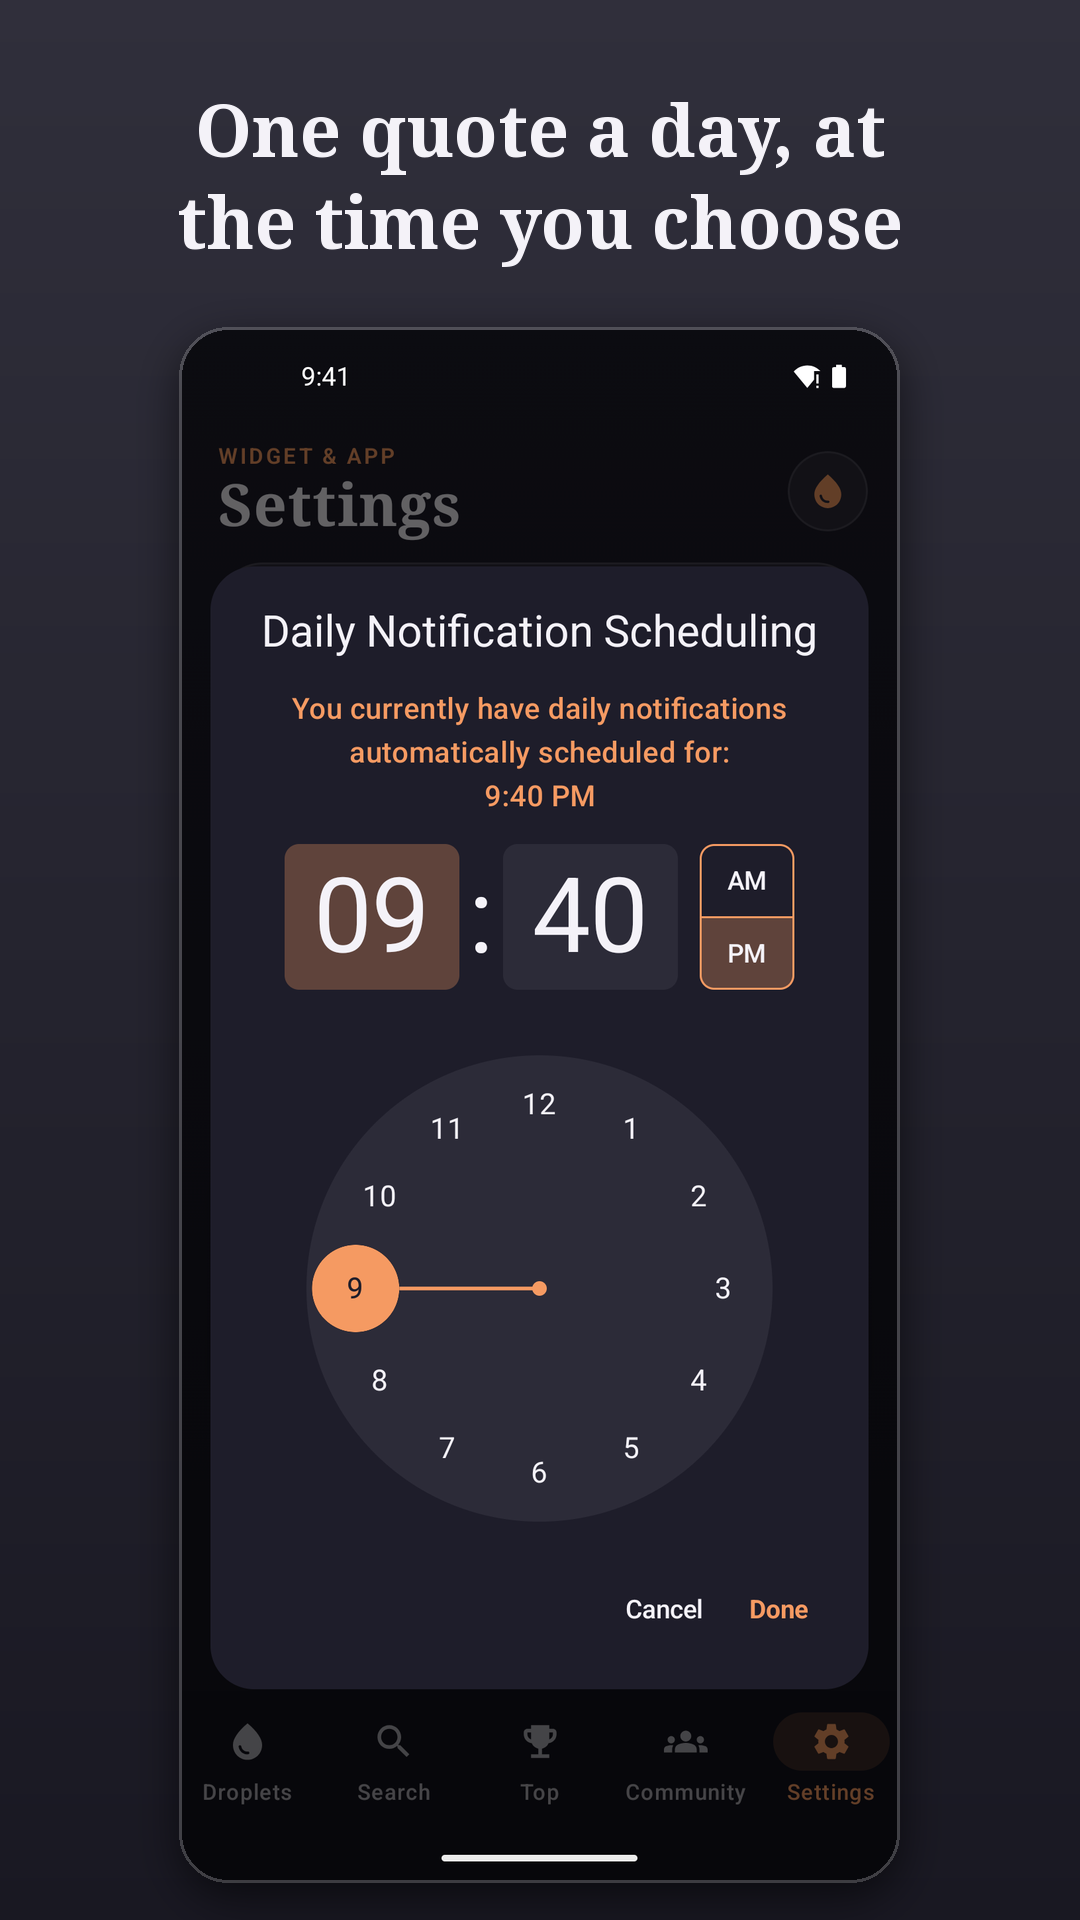 One quote a day, at
the time you choose
9:41
WIDGET & APP
Settings
Daily Notification Scheduling
You currently have daily notifications
automatically scheduled for:
9:40 PM
09 : 40
AM
PM
12
11
1
10
2
9
3
8
4
7
5
6
Cancel Done
Droplets Search Top Community Settings